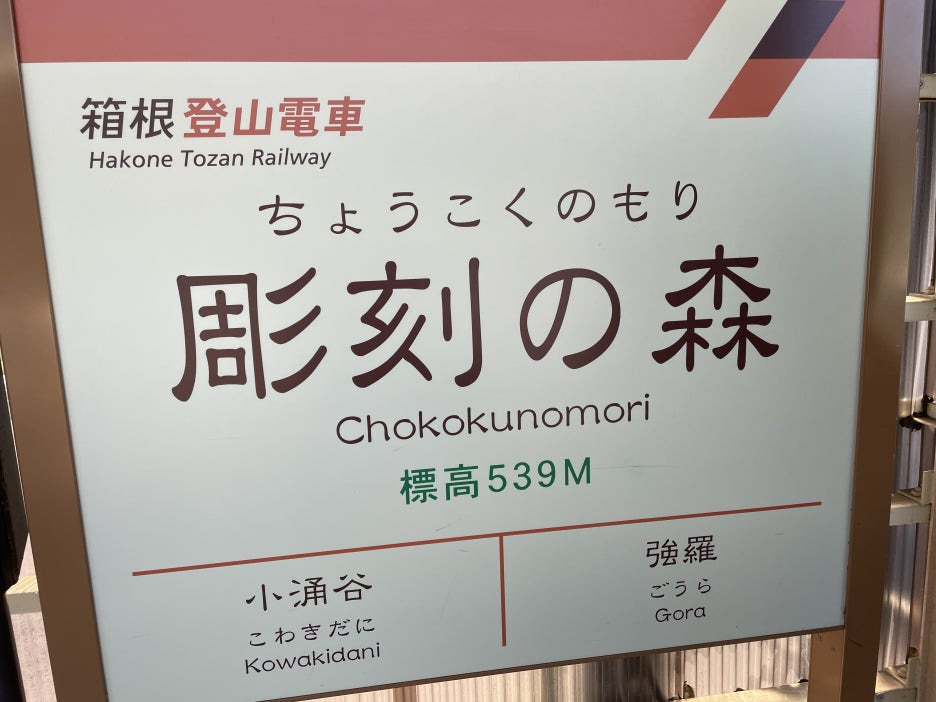 箱根登山電車
Hakone Tozan Railway
ちょうこくのもり
彫刻の森
Chokokunomori
標高539M
小涌谷
こわきだに
Kowakidani
強羅
ごうら
Gora